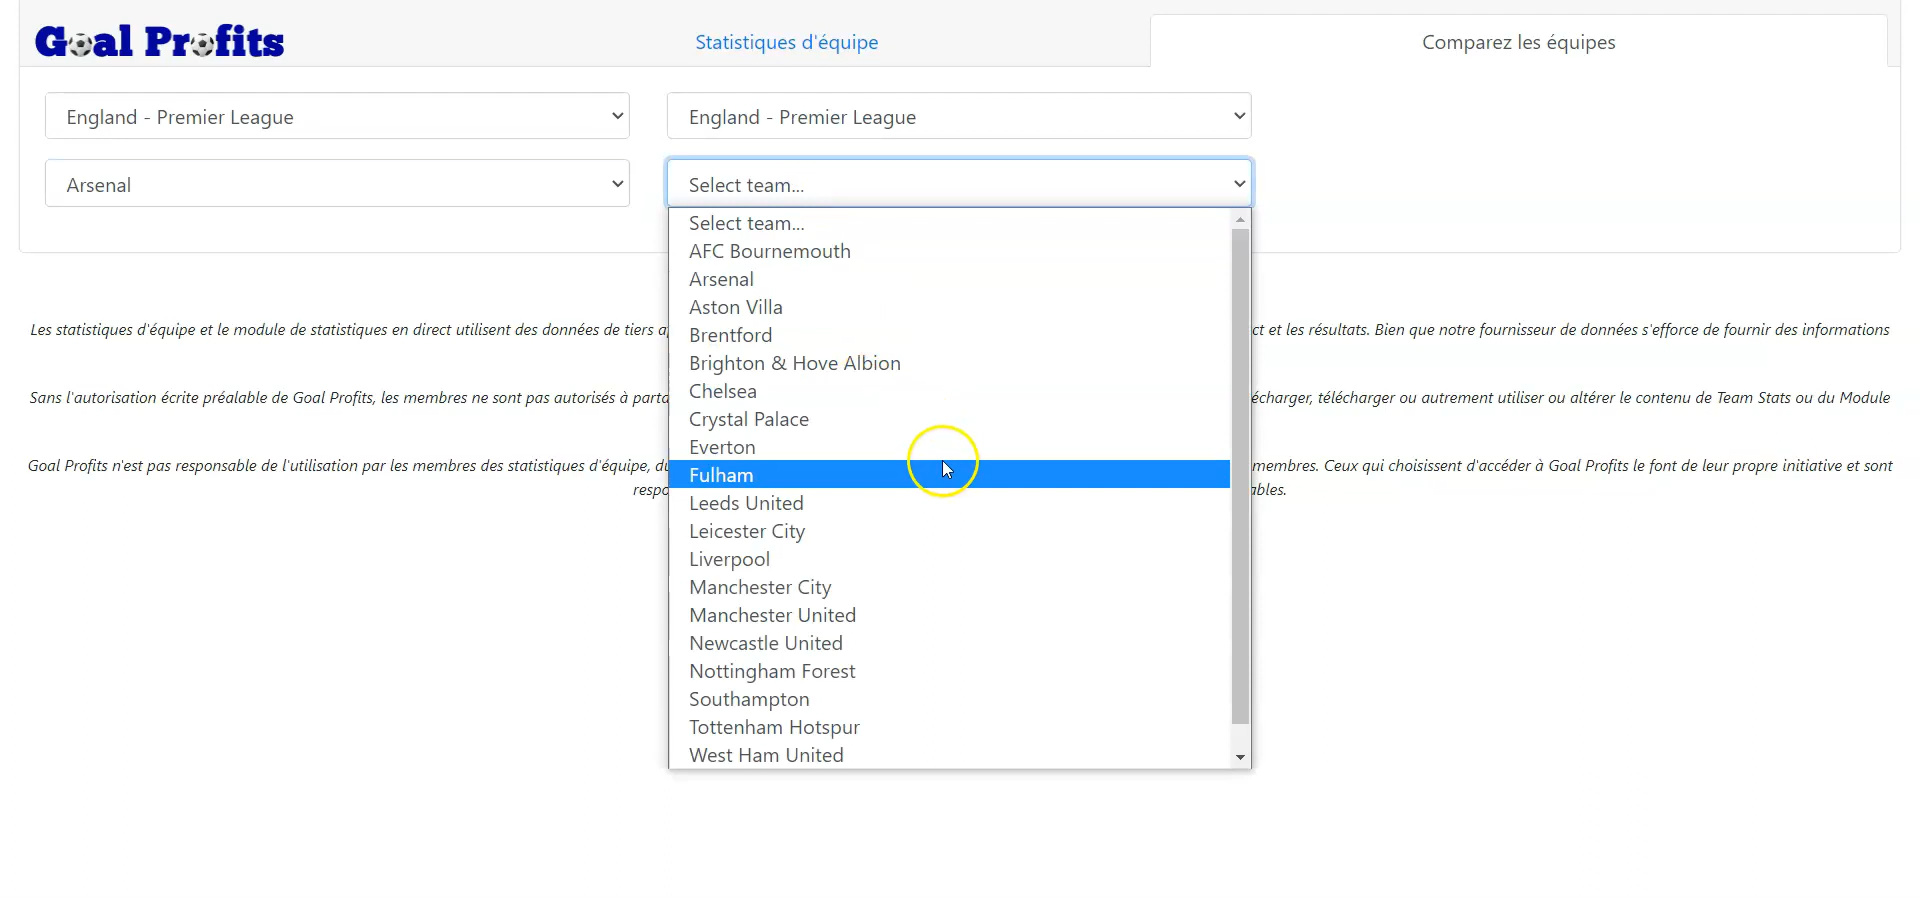 Goal Profits
Statistiques d'équipe
Comparez les équipes
England - Premier League
England - Premier League
Arsenal
Select team...
Select team...
AFC Bournemouth
Arsenal
Aston Villa
Brentford
Brighton & Hove Albion
Chelsea
Crystal Palace
Everton
Fulham
Leeds United
Leicester City
Liverpool
Manchester City
Manchester United
Newcastle United
Nottingham Forest
Southampton
Tottenham Hotspur
West Ham United
Les statistiques d'équipe et le module de statistiques en direct utilisent des données de tiers et les résultats. Bien que notre fournisseur de données s'efforce de fournir des informations
Sans l'autorisation écrite préalable de Goal Profits, les membres ne sont pas autorisés à télécharger ou autrement utiliser ou altérer le contenu de Team Stats ou du Module
Goal Profits n'est pas responsable de l'utilisation par les membres des statistiques d'équipe, membres. Ceux qui choisissent d'accéder à Goal Profits le font de leur propre initiative et sont